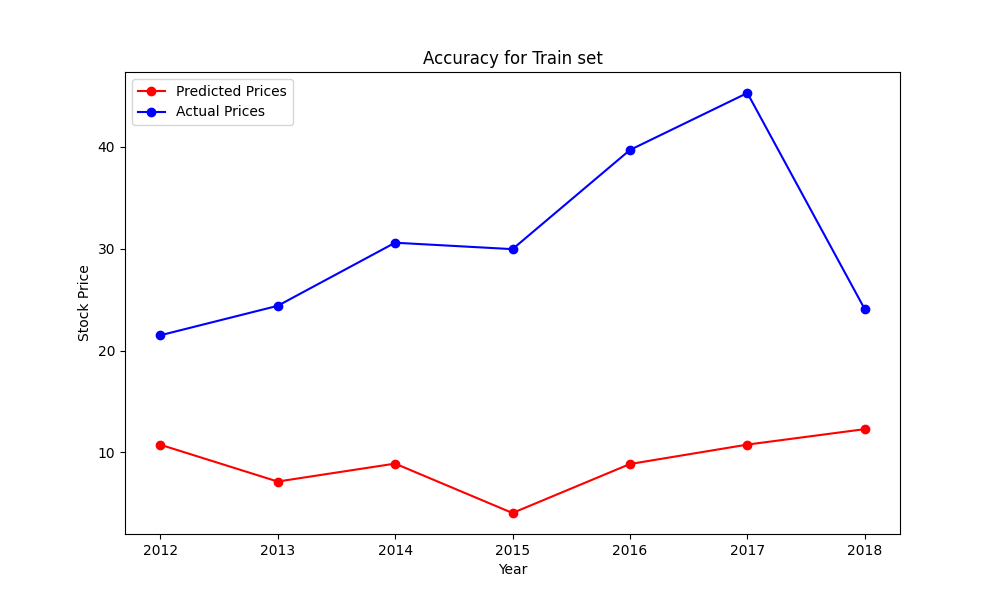 Accuracy for Train set
Predicted Prices
Actual Prices
40
30
20
10
Stock Price
2012 2013 2014 2015 2016 2017 2018
Year